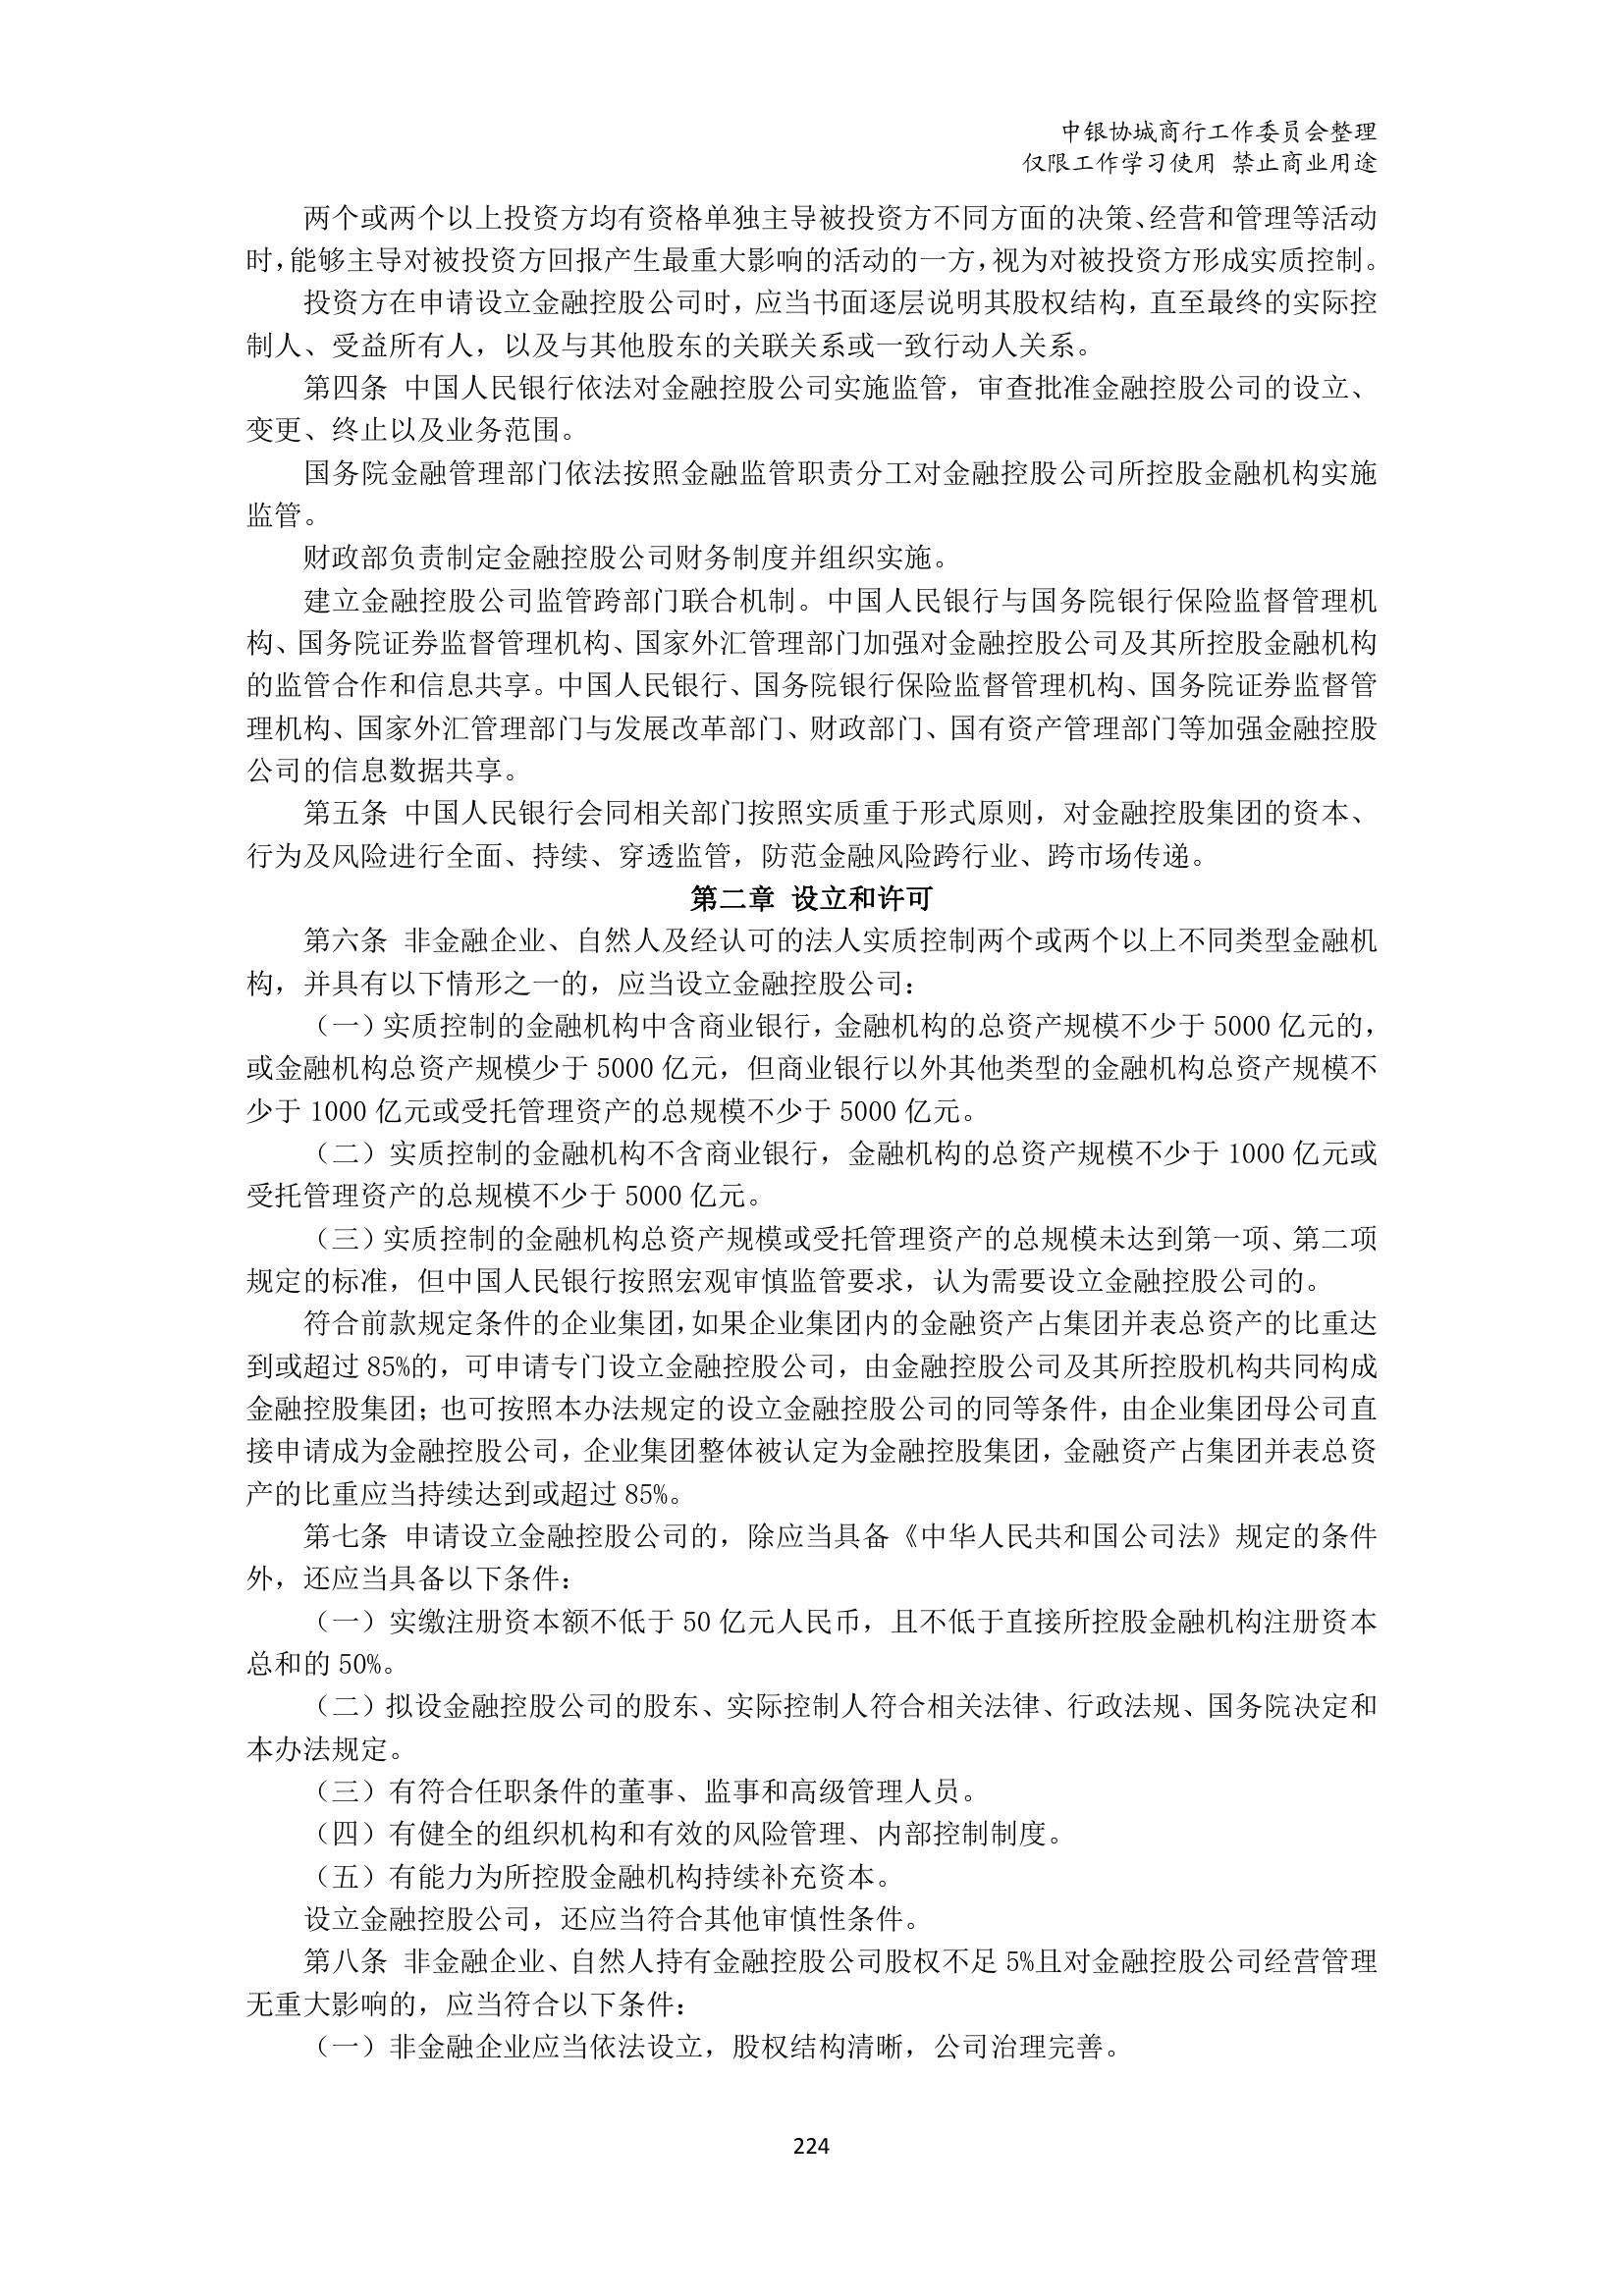 中银协城商行工作委员会整理
仅限工作学习使用 禁止商业用途
两个或两个以上投资方均有资格单独主导被投资方不同方面的决策、经营和管理等活动
时，能够主导对被投资方回报产生最重大影响的活动的一方，视为对被投资方形成实质控制。
投资方在申请设立金融控股公司时，应当书面逐层说明其股权结构，直至最终的实际控
制人、受益所有人，以及与其他股东的关联关系或一致行动人关系。
第四条 中国人民银行依法对金融控股公司实施监管，审查批准金融控股公司的设立、
变更、终止以及业务范围。
国务院金融管理部门依法按照金融监管职责分工对金融控股公司所控股金融机构实施
监管。
财政部负责制定金融控股公司财务制度并组织实施。
建立金融控股公司监管跨部门联合机制。中国人民银行与国务院银行保险监督管理机
构、国务院证券监督管理机构、国家外汇管理部门加强对金融控股公司及其所控股金融机构
的监管合作和信息共享。中国人民银行、国务院银行保险监督管理机构、国务院证券监督管
理机构、国家外汇管理部门与发展改革部门、财政部门、国有资产管理部门等加强金融控股
公司的信息数据共享。
第五条 中国人民银行会同相关部门按照实质重于形式原则，对金融控股集团的资本、
行为及风险进行全面、持续、穿透监管，防范金融风险跨行业、跨市场传递。
第二章 设立和许可
第六条 非金融企业、自然人及经认可的法人实质控制两个或两个以上不同类型金融机
构，并具有以下情形之一的，应当设立金融控股公司：
（一）实质控制的金融机构中含商业银行，金融机构的总资产规模不少于 5000 亿元的，
或金融机构总资产规模少于 5000 亿元，但商业银行以外其他类型的金融机构总资产规模不
少于 1000 亿元或受托管理资产的总规模不少于 5000 亿元。
（二）实质控制的金融机构不含商业银行，金融机构的总资产规模不少于 1000 亿元或
受托管理资产的总规模不少于 5000 亿元。
（三）实质控制的金融机构总资产规模或受托管理资产的总规模未达到第一项、第二项
规定的标准，但中国人民银行按照宏观审慎监管要求，认为需要设立金融控股公司的。
符合前款规定条件的企业集团，如果企业集团内的金融资产占集团并表总资产的比重达
到或超过 85%的，可申请专门设立金融控股公司，由金融控股公司及其所控股机构共同构成
金融控股集团；也可按照本办法规定的设立金融控股公司的同等条件，由企业集团母公司直
接申请成为金融控股公司，企业集团整体被认定为金融控股集团，金融资产占集团并表总资
产的比重应当持续达到或超过 85%。
第七条 申请设立金融控股公司的，除应当具备《中华人民共和国公司法》规定的条件
外，还应当具备以下条件：
（一）实缴注册资本额不低于 50 亿元人民币，且不低于直接所控股金融机构注册资本
总和的 50%。
（二）拟设金融控股公司的股东、实际控制人符合相关法律、行政法规、国务院决定和
本办法规定。
（三）有符合任职条件的董事、监事和高级管理人员。
（四）有健全的组织机构和有效的风险管理、内部控制制度。
（五）有能力为所控股金融机构持续补充资本。
设立金融控股公司，还应当符合其他审慎性条件。
第八条 非金融企业、自然人持有金融控股公司股权不足 5%且对金融控股公司经营管理
无重大影响的，应当符合以下条件：
（一）非金融企业应当依法设立，股权结构清晰，公司治理完善。
224